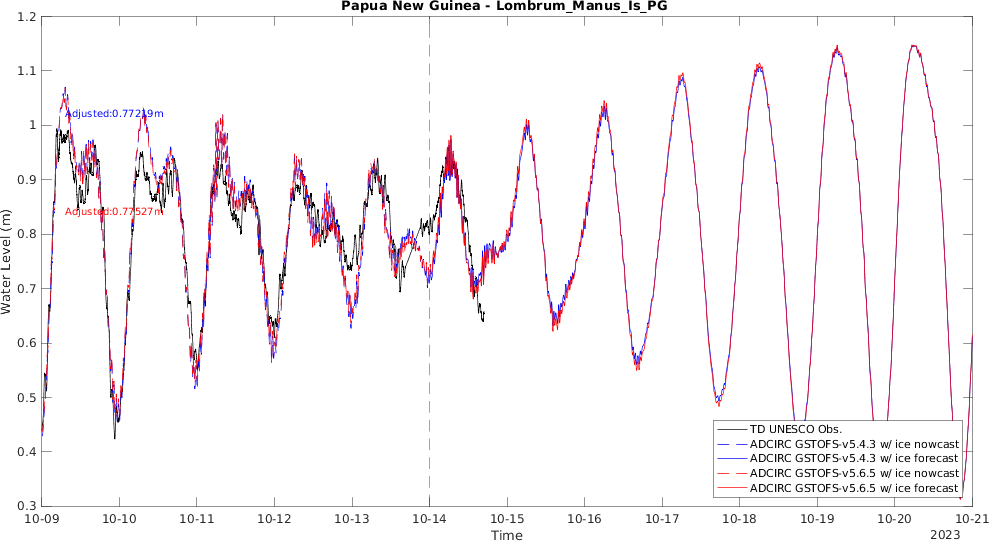 Papua New Guinea - Lombrum_Manus_Is_PG
1.2
1.1
1
0.9
0.8
0.7
0.6
0.5
0.4
0.3
Water Level (m)
Adjusted:0.77219m
Adjusted:0.77527m
TD UNESCO Obs.
ADCIRC GSTOFS-v5.4.3 w/ ice nowcast
ADCIRC GSTOFS-v5.4.3 w/ ice forecast
ADCIRC GSTOFS-v5.6.5 w/ ice nowcast
ADCIRC GSTOFS-v5.6.5 w/ ice forecast
10-09 10-10 10-11 10-12 10-13 10-14 10-15 10-16 10-17 10-18 10-19 10-20 10-21
Time
2023